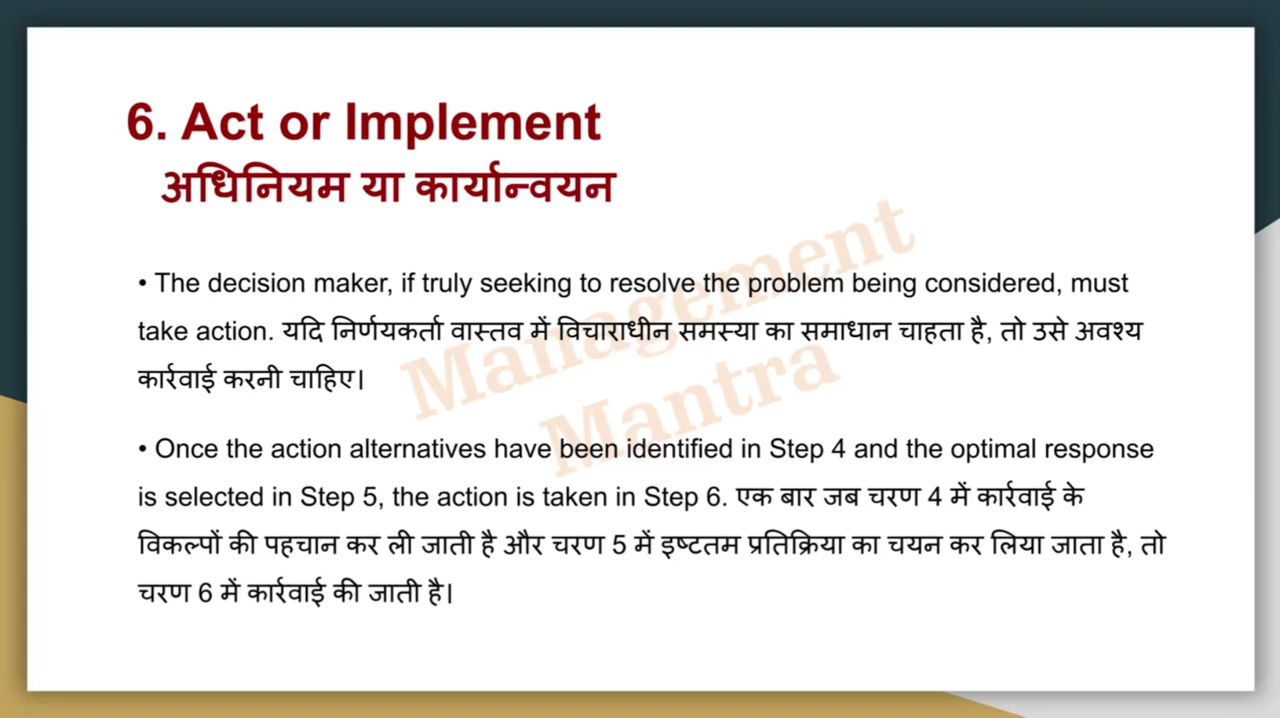 6. Act or Implement
अधिनियम या कार्यान्वयन
• The decision maker, if truly seeking to resolve the problem being considered, must
take action. यदि निर्णयकर्ता वास्तव में विचाराधीन समस्या का समाधान चाहता है, तो उसे अवश्य
कार्रवाई करनी चाहिए।
• Once the action alternatives have been identified in Step 4 and the optimal response
is selected in Step 5, the action is taken in Step 6. एक बार जब चरण 4 में कार्रवाई के
विकल्पों की पहचान कर ली जाती है और चरण 5 में इष्टतम प्रतिक्रिया का चयन कर लिया जाता है, तो
चरण 6 में कार्रवाई की जाती है।
Management
Mantra